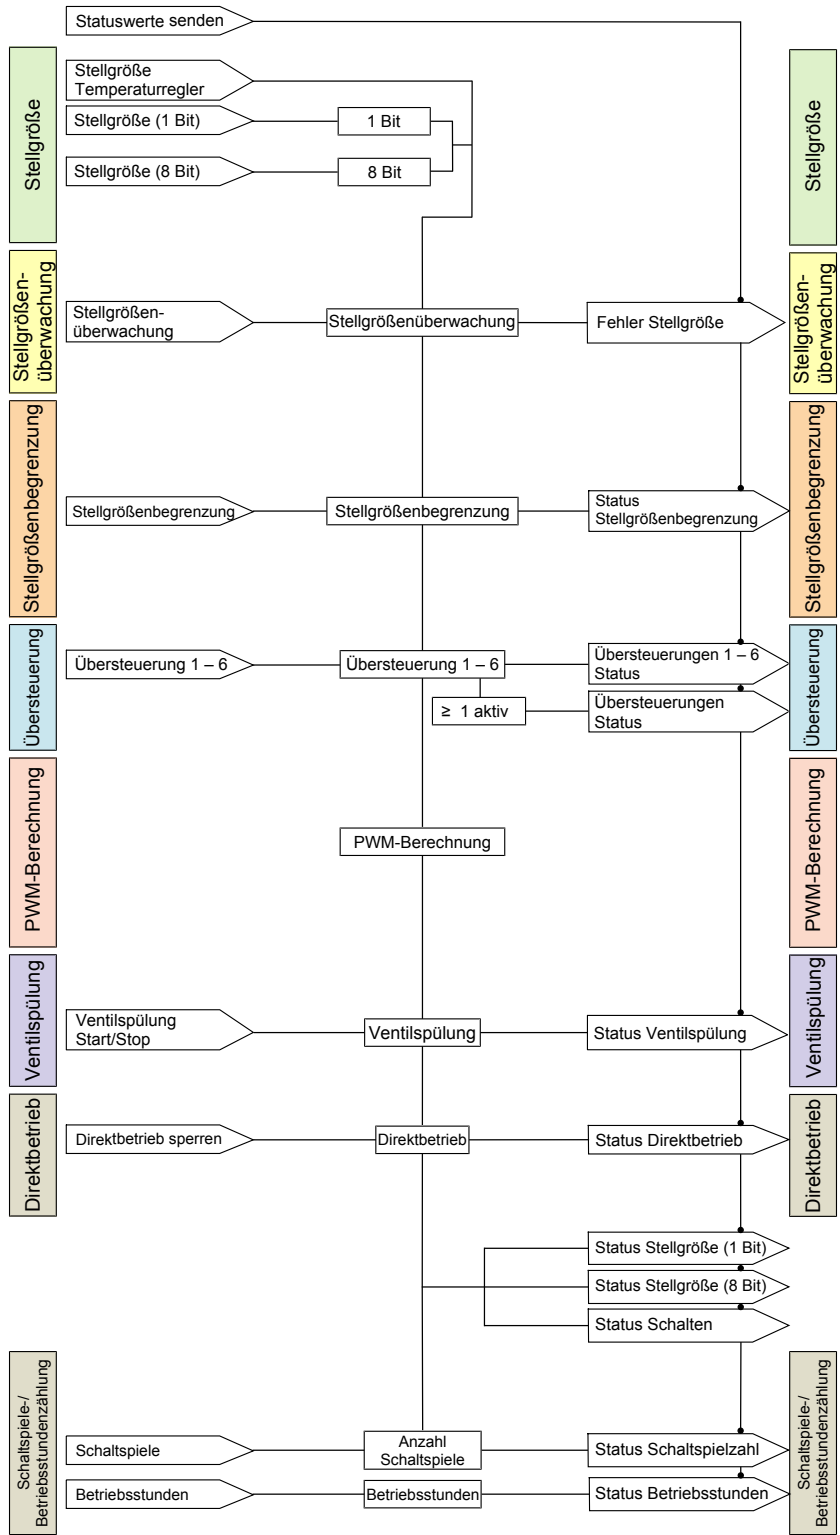 Statuswerte senden
Stellgröße
Stellgröße
Temperaturregler
Stellgröße (1 Bit)
1 Bit
Stellgröße (8 Bit)
8 Bit
Stellgröße
Stellgrößen-
überwachung
Stellgrößen-
überwachung
Stellgrößenüberwachung
Fehler Stellgröße
Stellgrößen-
überwachung
Stellgrößenbegrenzung
Stellgrößenbegrenzung
Stellgrößenbegrenzung
Status
Stellgrößenbegrenzung
Stellgrößenbegrenzung
Übersteuerung
Übersteuerung 1 – 6
Übersteuerung 1 – 6
Übersteuerungen 1 – 6
Status
≥ 1 aktiv
Übersteuerungen
Status
Übersteuerung
PWM-Berechnung
PWM-Berechnung
PWM-Berechnung
Ventilspülung
Ventilspülung
Start/Stop
Ventilspülung
Status Ventilspülung
Ventilspülung
Direktbetrieb
Direktbetrieb sperren
Direktbetrieb
Status Direktbetrieb
Direktbetrieb
Status Stellgröße (1 Bit)
Status Stellgröße (8 Bit)
Status Schalten
Schaltspiele-/
Betriebsstundenzählung
Schaltspiele
Anzahl
Schaltspiele
Status Schaltspielzahl
Betriebsstunden
Betriebsstunden
Status Betriebsstunden
Schaltspiele-/
Betriebsstundenzählung